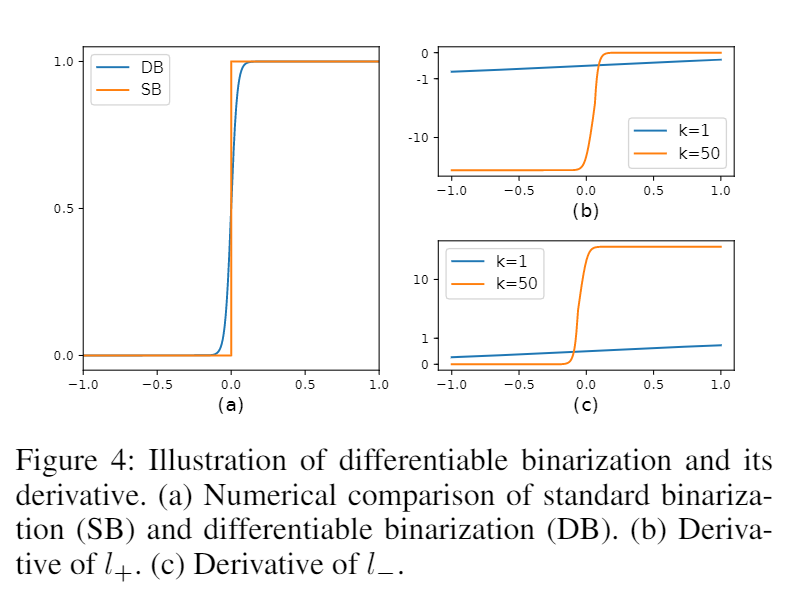 1.0
0.5
0.0
DB
SB
−1.0 −0.5 0.0 0.5 1.0
(a)
0
-1
-10
k=1
k=50
−1.0 −0.5 0.0 0.5 1.0
(b)
10
1
0
k=1
k=50
−1.0 −0.5 0.0 0.5 1.0
(c)
Figure 4: Illustration of differentiable binarization and its
derivative. (a) Numerical comparison of standard binariza-
tion (SB) and differentiable binarization (DB). (b) Deriva-
tive of l₊. (c) Derivative of l₋.